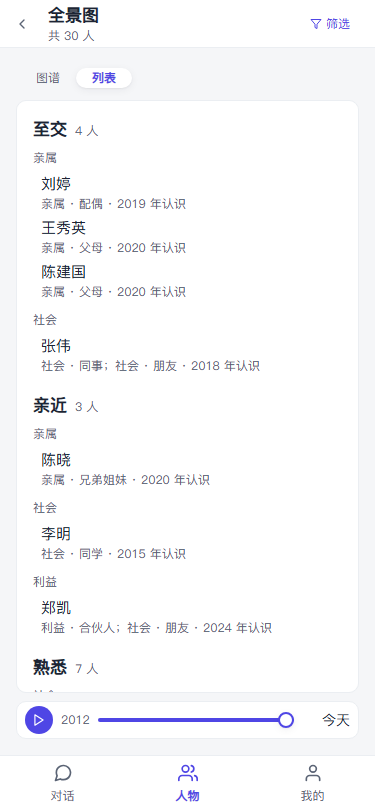 全景图
共 30 人
筛选
图谱
列表
至交 4 人
亲属
刘婷
亲属 · 配偶 · 2019 年认识
王秀英
亲属 · 父母 · 2020 年认识
陈建国
亲属 · 父母 · 2020 年认识
社会
张伟
社会 · 同事；社会 · 朋友 · 2018 年认识
亲近 3 人
亲属
陈晓
亲属 · 兄弟姐妹 · 2020 年认识
社会
李明
社会 · 同学 · 2015 年认识
利益
郑凯
利益 · 合伙人；社会 · 朋友 · 2024 年认识
熟悉 7 人
2012
今天
对话
人物
我的